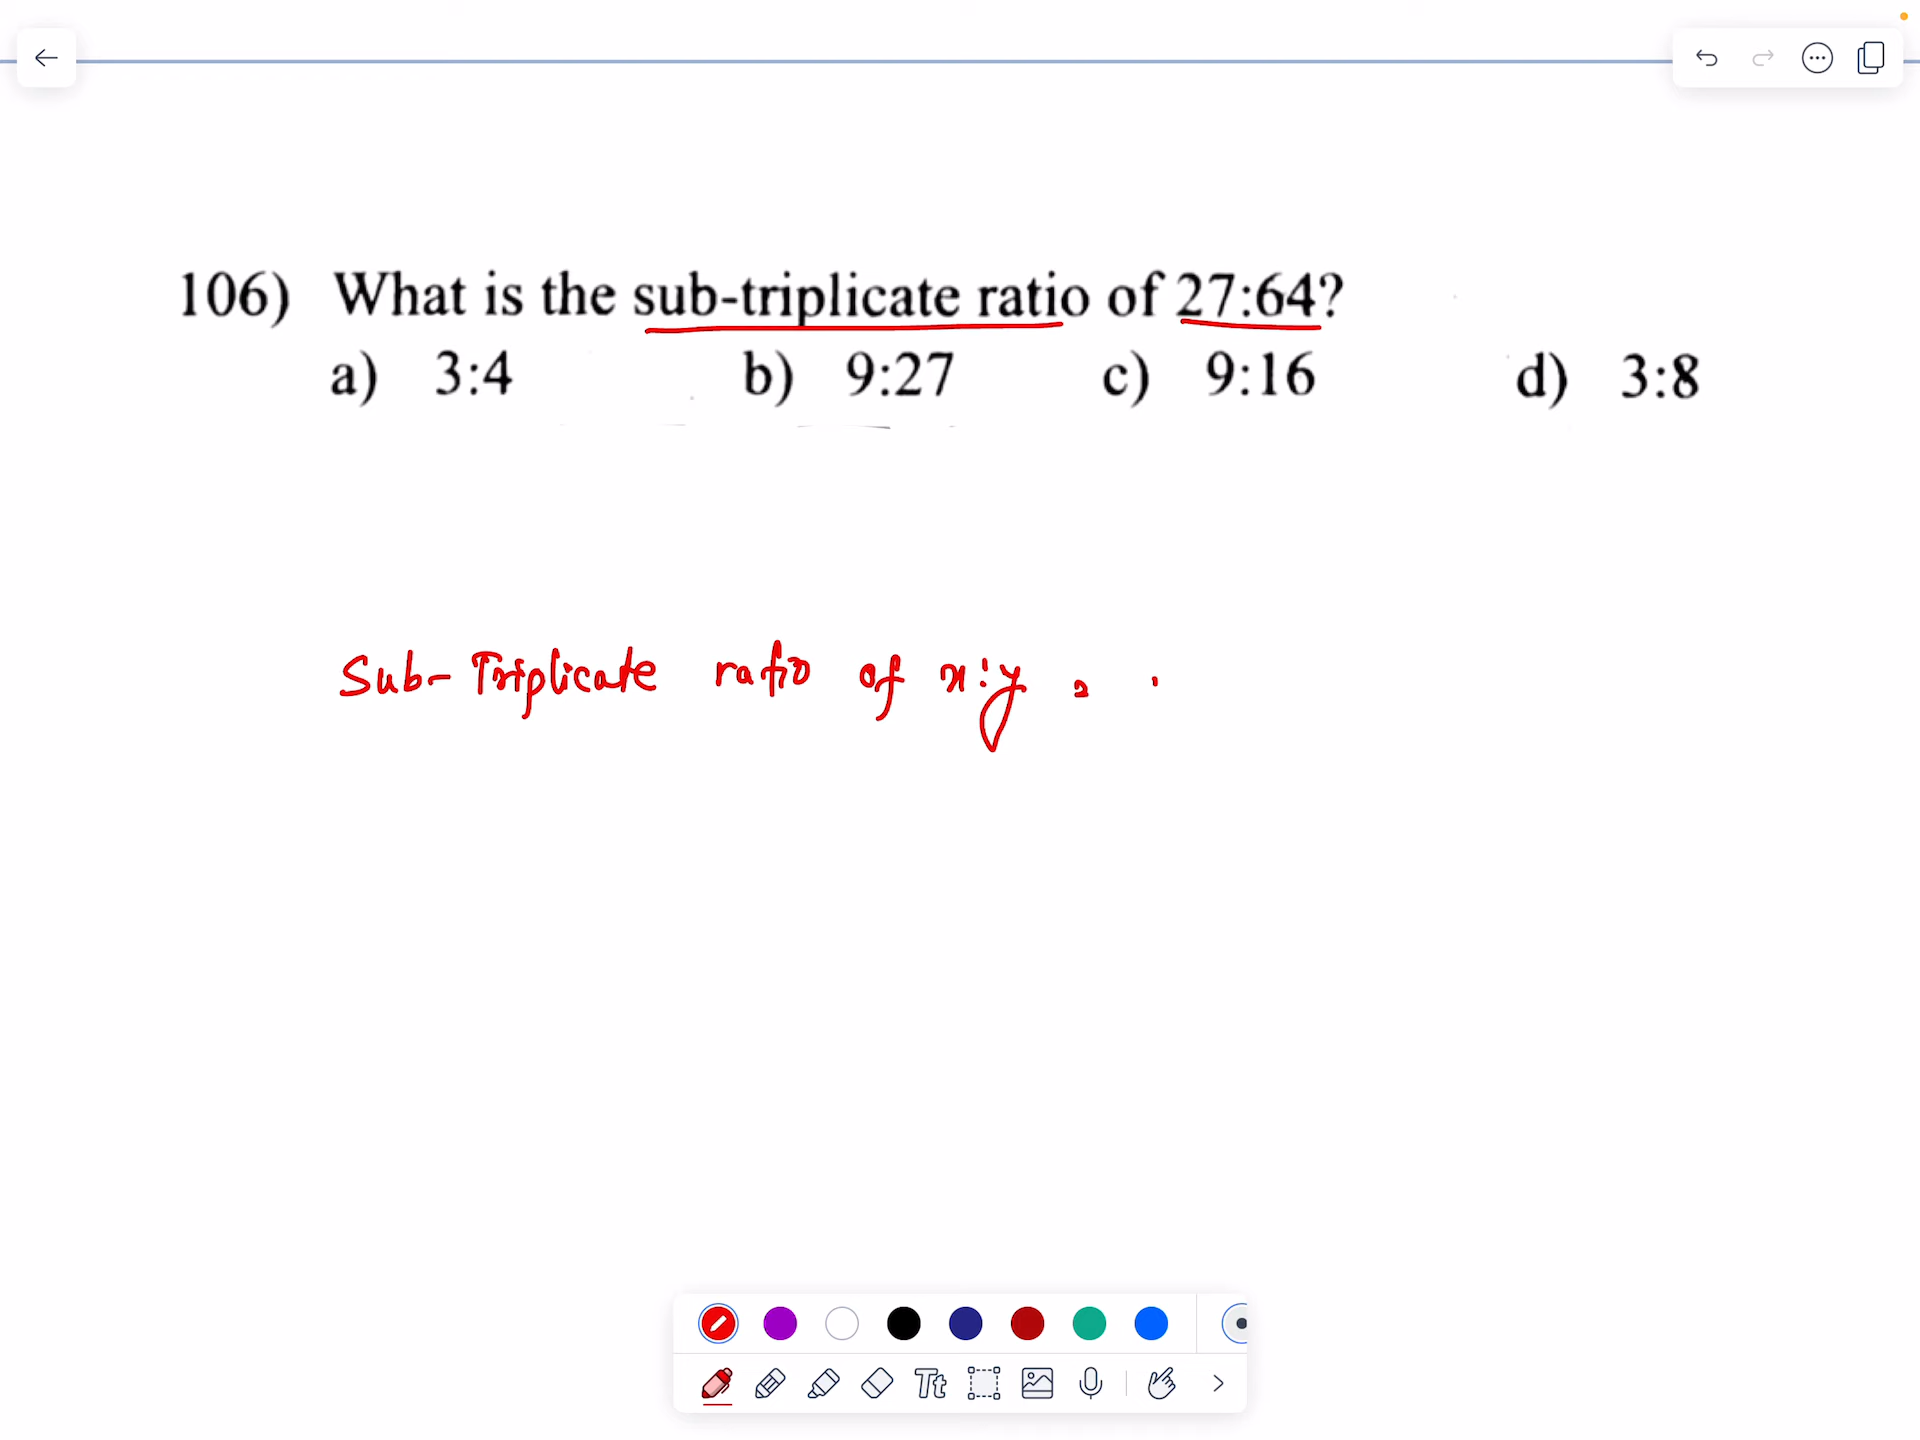 106) What is the sub-triplicate ratio of 27:64?
a) 3:4 b) 9:27 c) 9:16 d) 3:8
Sub-Triplicate ratio of x:y =
Tt